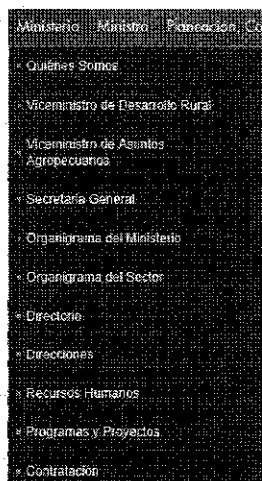 Ministerio Ministro Planeación Co
» Quiénes Somos
» Viceministro de Desarrollo Rural
» Viceministro de Asuntos
Agropecuarios
» Secretaría General
» Organigrama del Ministerio
» Organigrama del Sector
» Directorio
» Direcciones
» Recursos Humanos
» Programas y Proyectos
» Contratación